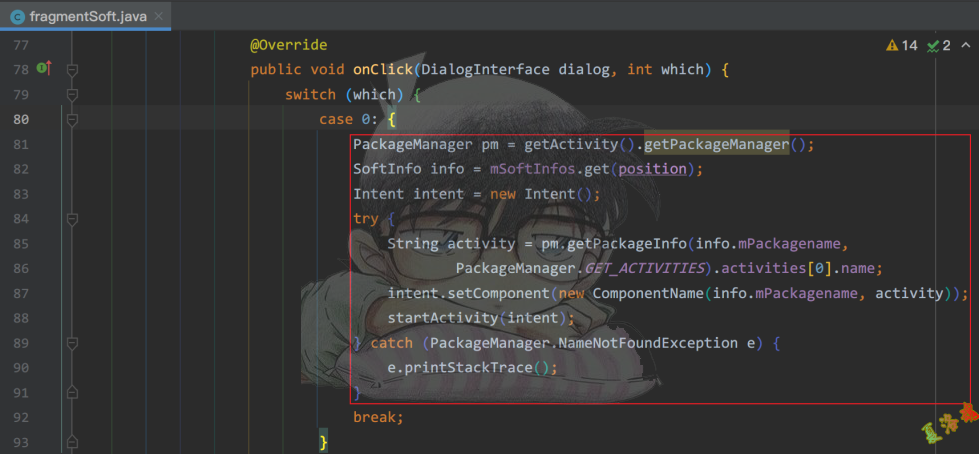 fragmentSoft.java
14 2
77 @Override
78 public void onClick(DialogInterface dialog, int which) {
79 switch (which) {
80 case 0: {
81 PackageManager pm = getActivity().getPackageManager();
82 SoftInfo info = mSoftInfos.get(position);
83 Intent intent = new Intent();
84 try {
85 String activity = pm.getPackageInfo(info.mPackagename,
86 PackageManager.GET_ACTIVITIES).activities[0].name;
87 intent.setComponent(new ComponentName(info.mPackagename, activity));
88 startActivity(intent);
89 } catch (PackageManager.NameNotFoundException e) {
90 e.printStackTrace();
91 }
92 break;
93 }